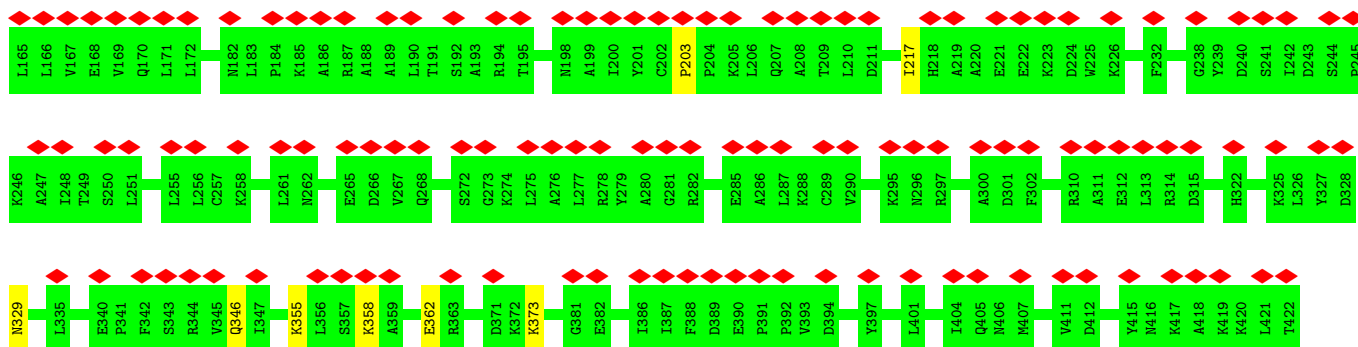 L165 L166 V167 E168 V169 Q170 L171 L172 N182 L183 P184 K185 A186 R187 A188 A189 L190 T191 S192 A193 R194 T195 N198 A199 I200 Y201 C202 P203 P204 K205 L206 Q207 A208 T209 L210 D211 I217 H218 A219 A220 E221 E222 K223 D224 W225 K226 F232 G238 Y239 D240 S241 I242 D243 S244 P245
K246 A247 I248 T249 S250 L251 L255 L256 C257 K258 L261 N262 E265 D266 V267 Q268 S272 G273 K274 L275 A276 L277 R278 Y279 A280 G281 R282 E285 A286 L287 K288 C289 V290 K295 N296 R297 A300 D301 F302 R310 A311 E312 L313 R314 D315 H322 K325 L326 Y327 D328
N329 L335 E340 P341 F342 S343 R344 V345 Q346 I347 K355 L356 S357 K358 A359 E362 R363 D371 K372 K373 G381 E382 I386 I387 F388 D389 E390 P391 P392 V393 D394 Y397 L401 I404 Q405 N406 M407 V411 D412 Y415 N416 K417 A418 K419 K420 L421 T422